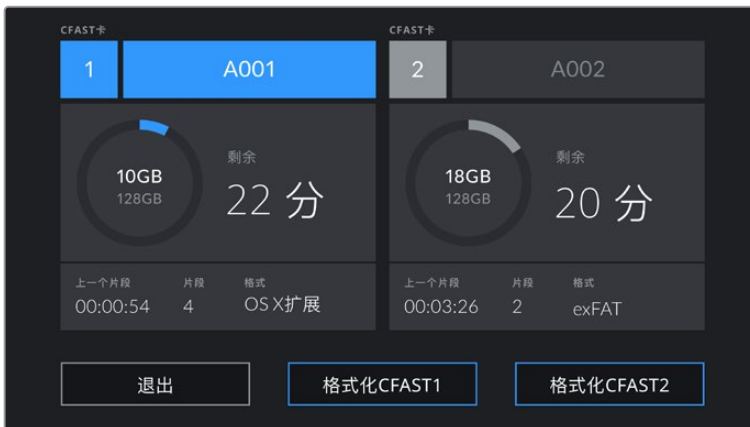 CFAST卡
1
A001
10GB
128GB
剩余
22 分
上一个片段
片段
格式
00:00:54
4
OS X扩展
CFAST卡
2
A002
18GB
128GB
剩余
20 分
上一个片段
片段
格式
00:03:26
2
exFAT
退出
格式化CFAST1
格式化CFAST2